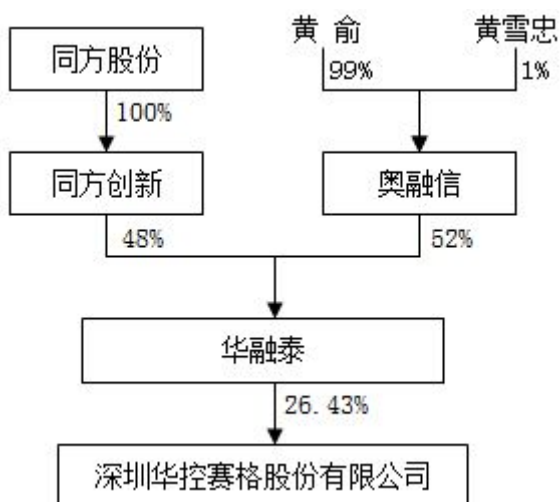 黄 俞
黄雪忠
同方股份
99%
1%
100%
同方创新
奥融信
48%
52%
华融泰
26.43%
深圳华控赛格股份有限公司